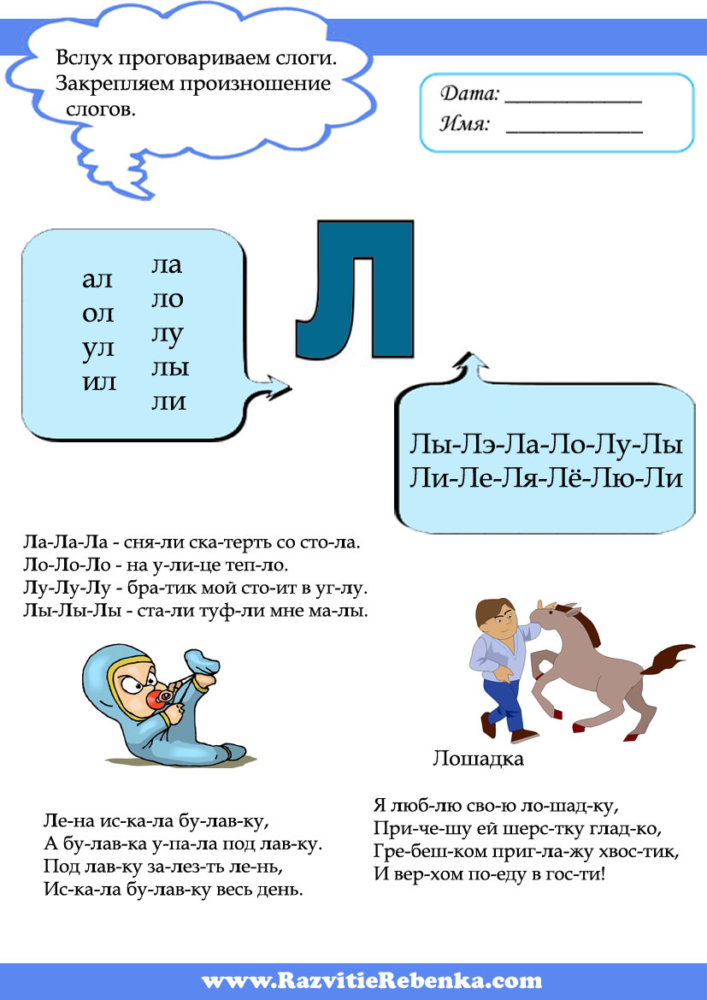 Вслух проговариваем слоги.
Закрепляем произношение
слогов.
Дата: ____________
Имя: ____________
ал
ол
ул
ил
ла
ло
лу
лы
ли
Л
Лы-Лэ-Ла-Ло-Лу-Лы
Ли-Ле-Ля-Лё-Лю-Ли
Ла-Ла-Ла - сня-ли ска-терть со сто-ла.
Ло-Ло-Ло - на у-ли-це теп-ло.
Лу-Лу-Лу - бра-тик мой сто-ит в уг-лу.
Лы-Лы-Лы - ста-ли туф-ли мне ма-лы.
Лошадка
Ле-на ис-ка-ла бу-лав-ку,
А бу-лав-ка у-па-ла под лав-ку.
Под лав-ку за-лез-ть ле-нь,
Ис-ка-ла бу-лав-ку весь день.
Я люб-лю сво-ю ло-шад-ку,
При-че-шу ей шерс-тку глад-ко,
Гре-беш-ком приг-ла-жу хвос-тик,
И вер-хом по-еду в гос-ти!
www.RazvitieRebenka.com